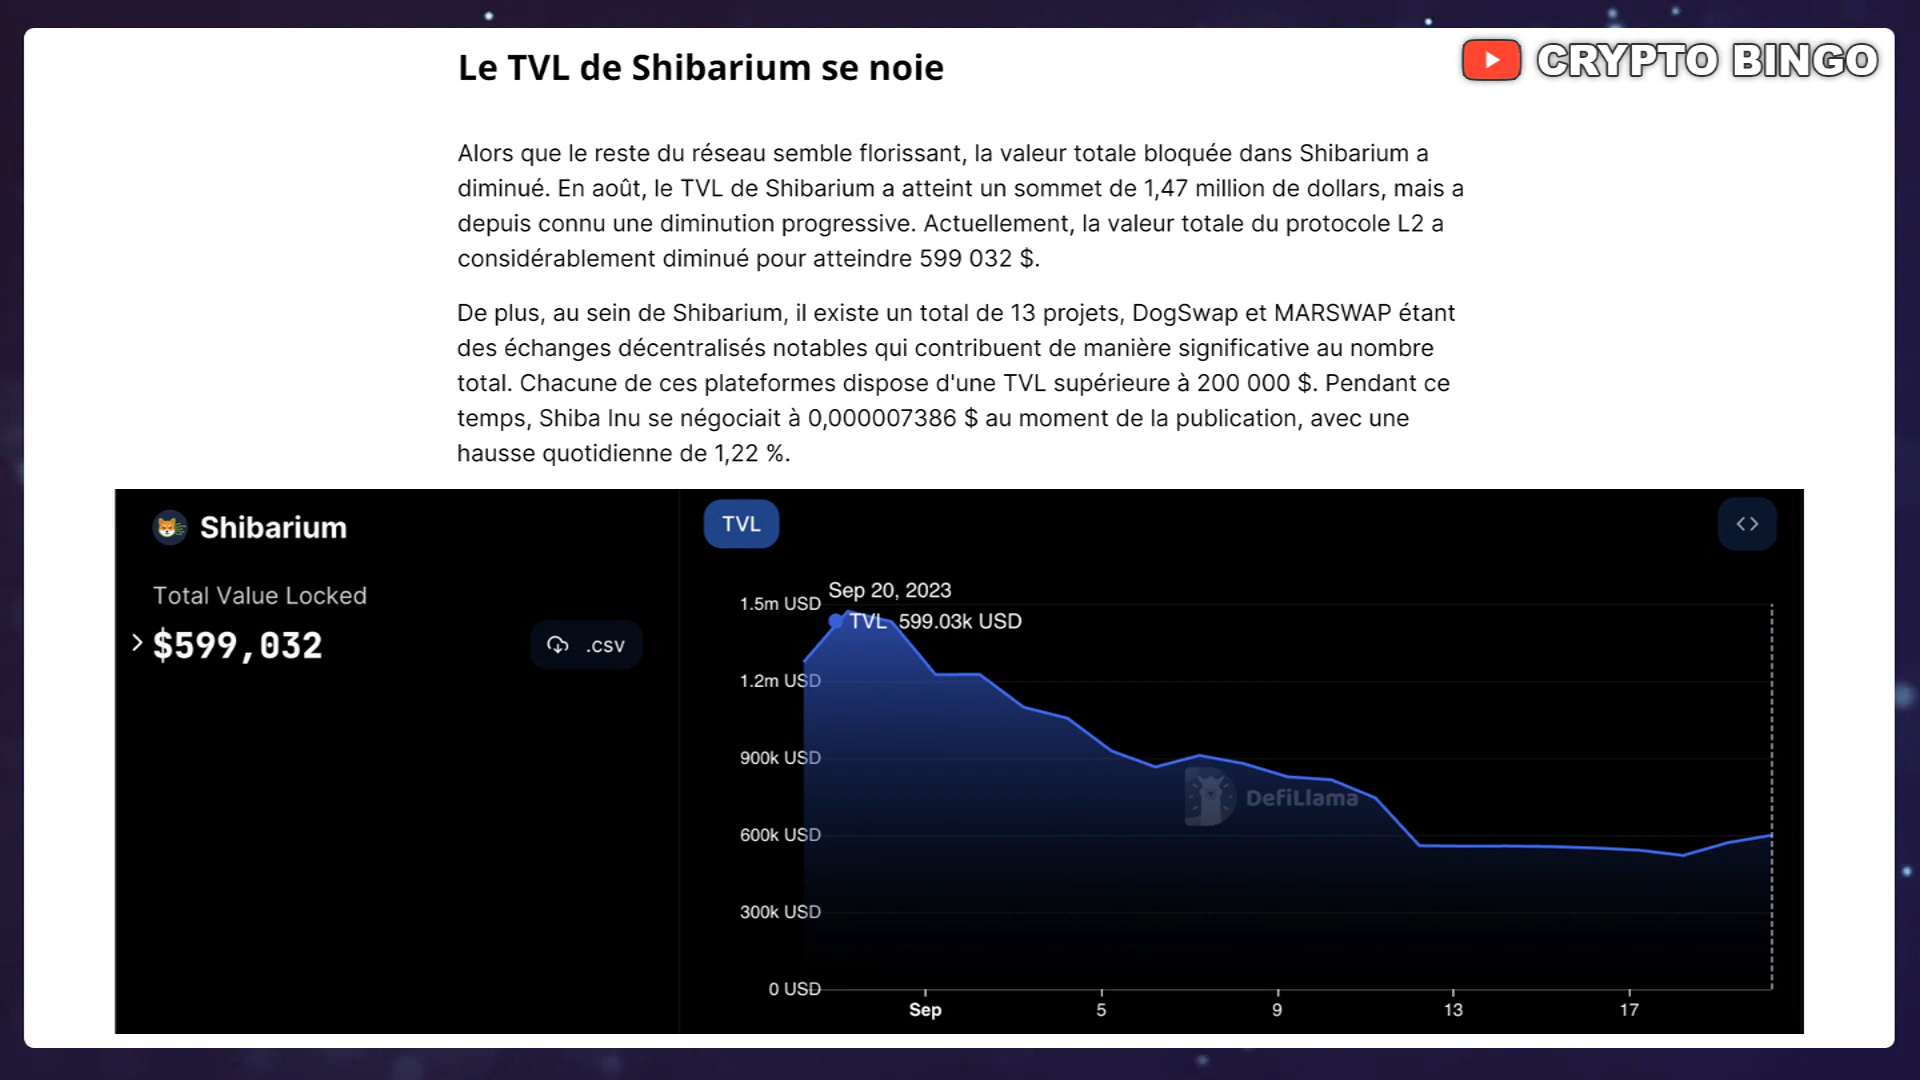 Le TVL de Shibarium se noie
CRYPTO BINGO
Alors que le reste du réseau semble florissant, la valeur totale bloquée dans Shibarium a
diminué. En août, le TVL de Shibarium a atteint un sommet de 1,47 million de dollars, mais a
depuis connu une diminution progressive. Actuellement, la valeur totale du protocole L2 a
considérablement diminué pour atteindre 599 032 $.
De plus, au sein de Shibarium, il existe un total de 13 projets, DogSwap et MARSWAP étant
des échanges décentralisés notables qui contribuent de manière significative au nombre
total. Chacune de ces plateformes dispose d'une TVL supérieure à 200 000 $. Pendant ce
temps, Shiba Inu se négociait à 0,000007386 $ au moment de la publication, avec une
hausse quotidienne de 1,22 %.
Shibarium
Total Value Locked
$599,032
.csv
TVL
Sep 20, 2023
TVL 599.03k USD
1.5m USD
1.2m USD
900k USD
600k USD
300k USD
0 USD
DefiLlama
Sep 5 9 13 17